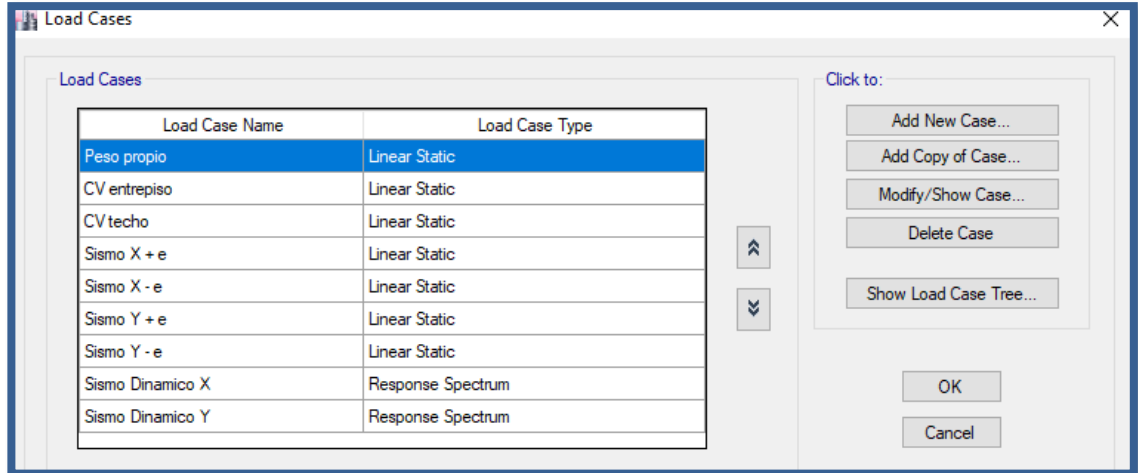 Load Cases
Load Cases
Click to:
Load Case Name Load Case Type
Peso propio Linear Static
CV entrepiso Linear Static
CV techo Linear Static
Sismo X + e Linear Static
Sismo X - e Linear Static
Sismo Y + e Linear Static
Sismo Y - e Linear Static
Sismo Dinamico X Response Spectrum
Sismo Dinamico Y Response Spectrum
Add New Case...
Add Copy of Case...
Modify/Show Case...
Delete Case
Show Load Case Tree...
OK
Cancel